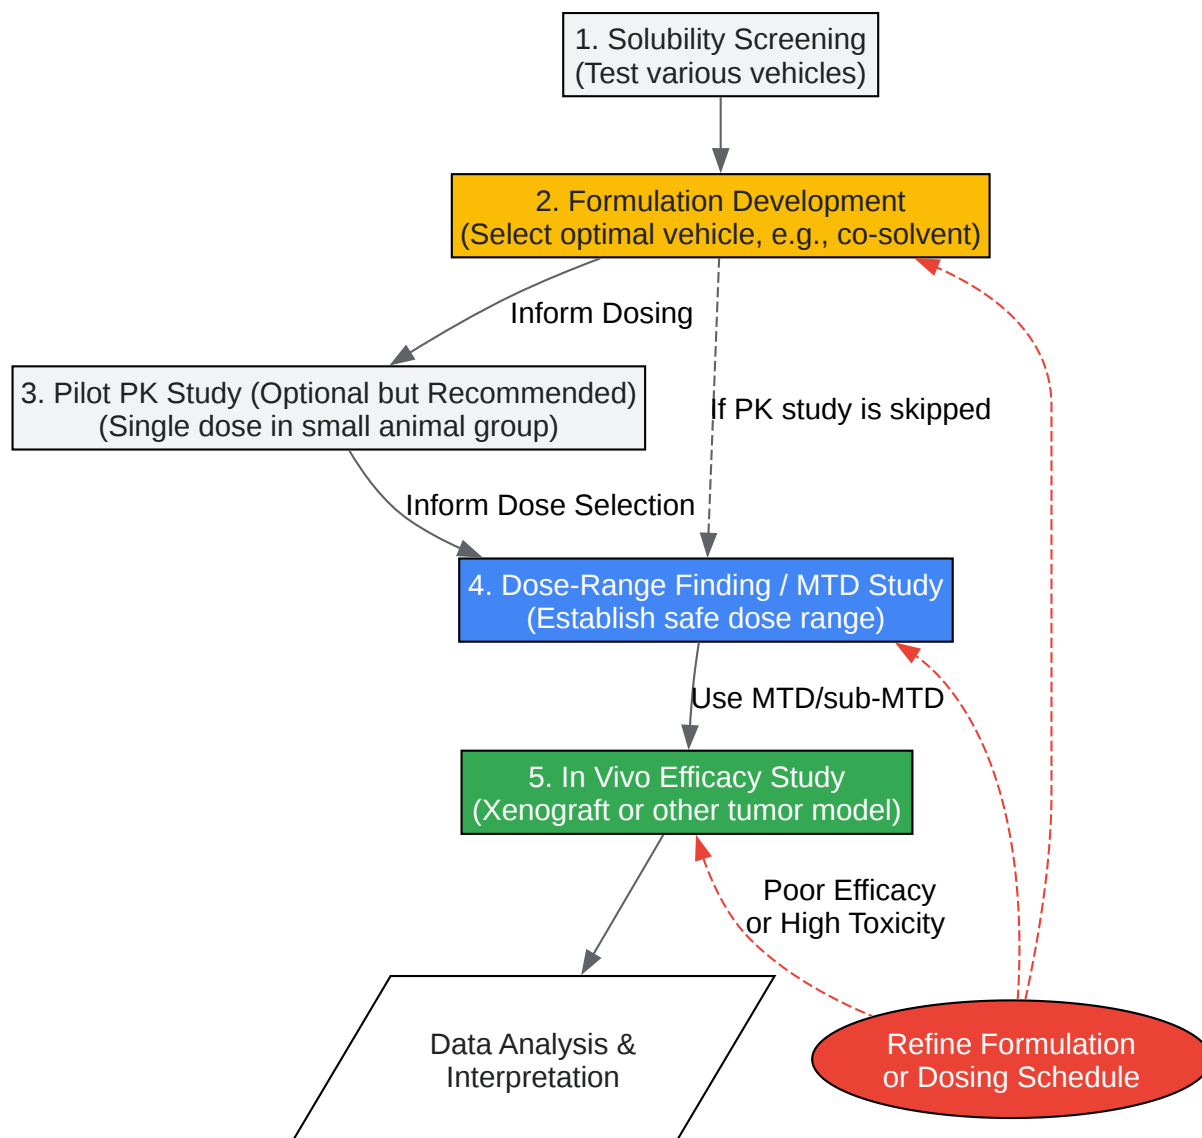 1. Solubility Screening
(Test various vehicles)
2. Formulation Development
(Select optimal vehicle, e.g., co-solvent)
Inform Dosing
3. Pilot PK Study (Optional but Recommended)
(Single dose in small animal group)
If PK study is skipped
Inform Dose Selection
4. Dose-Range Finding / MTD Study
(Establish safe dose range)
Use MTD/sub-MTD
5. In Vivo Efficacy Study
(Xenograft or other tumor model)
Poor Efficacy
or High Toxicity
Data Analysis &
Interpretation
Refine Formulation
or Dosing Schedule